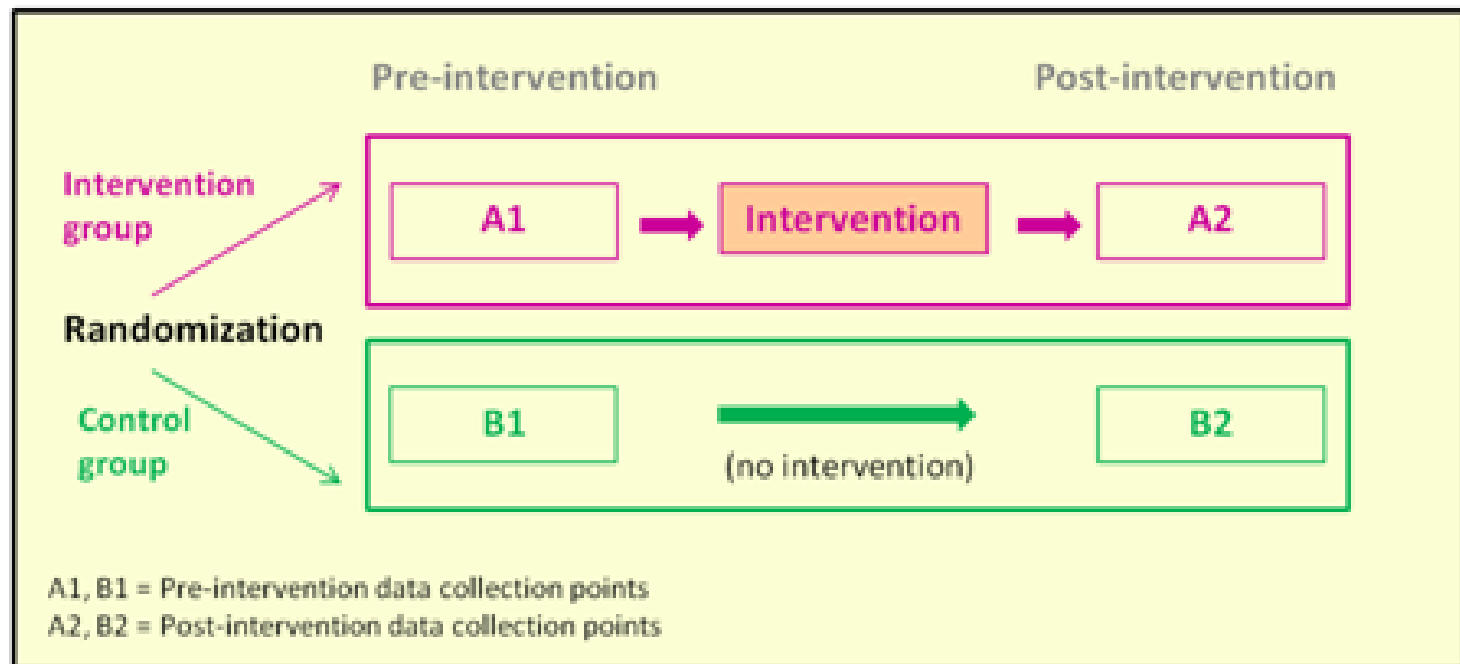 Pre-intervention
Post-intervention
Intervention
group
A1
Intervention
A2
Randomization
Control
group
B1
(no intervention)
B2
A1, B1 = Pre-intervention data collection points
A2, B2 = Post-intervention data collection points